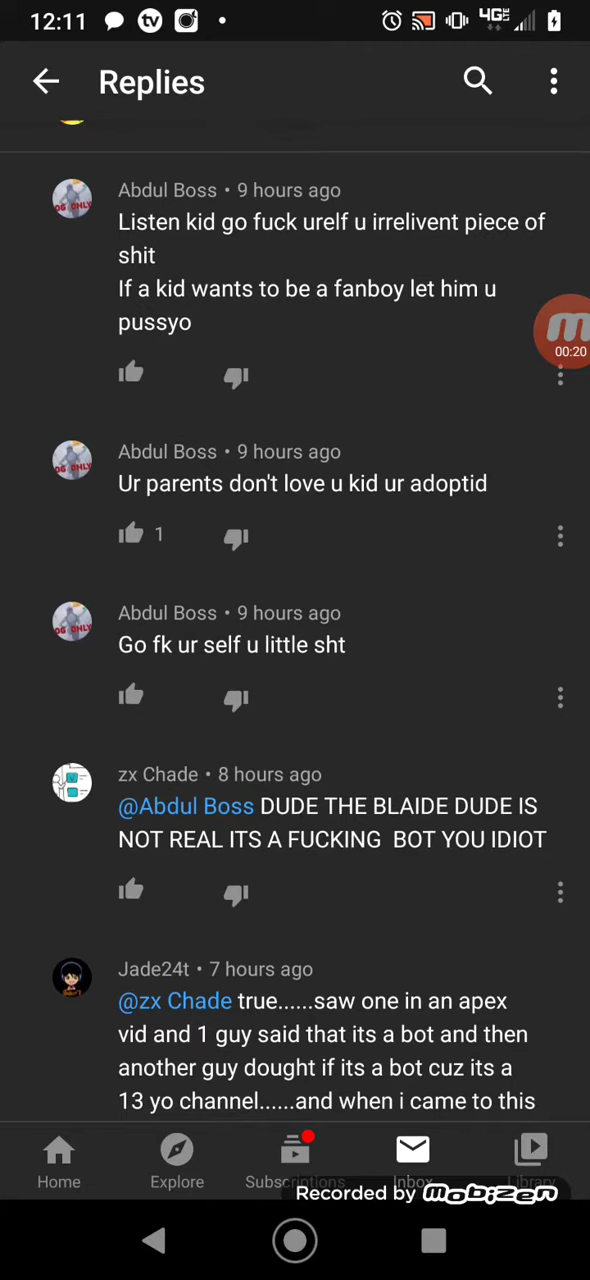 12:11 tv 4GE
Replies
Abdul Boss • 9 hours ago
Listen kid go fuck urelf u irrelivent piece of
shit
If a kid wants to be a fanboy let him u
pussyo
00:20
Abdul Boss • 9 hours ago
Ur parents don't love u kid ur adoptid
1
Abdul Boss • 9 hours ago
Go fk ur self u little sht
zx Chade • 8 hours ago
@Abdul Boss DUDE THE BLAIDE DUDE IS
NOT REAL ITS A FUCKING BOT YOU IDIOT
Jade24t • 7 hours ago
@zx Chade true......saw one in an apex
vid and 1 guy said that its a bot and then
another guy dought if its a bot cuz its a
13 yo channel......and when i came to this
Home Explore Subscriptions Inbox Library
Recorded by mobizen